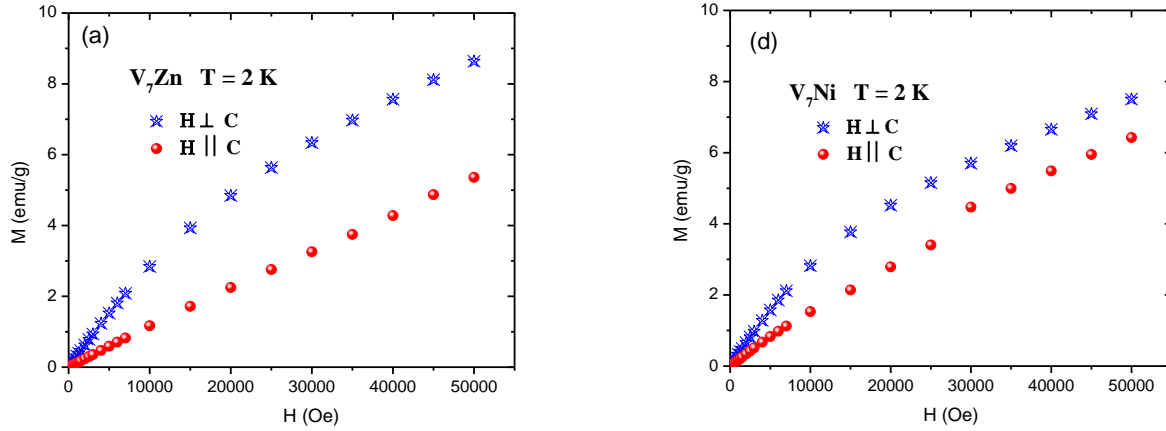 (a)
V₇Zn T = 2 K
H ⊥ C
H || C
M (emu/g)
10
8
6
4
2
0
0 10000 20000 30000 40000 50000
H (Oe)
(d)
V₇Ni T = 2 K
H ⊥ C
H || C
M (emu/g)
10
8
6
4
2
0
0 10000 20000 30000 40000 50000
H (Oe)